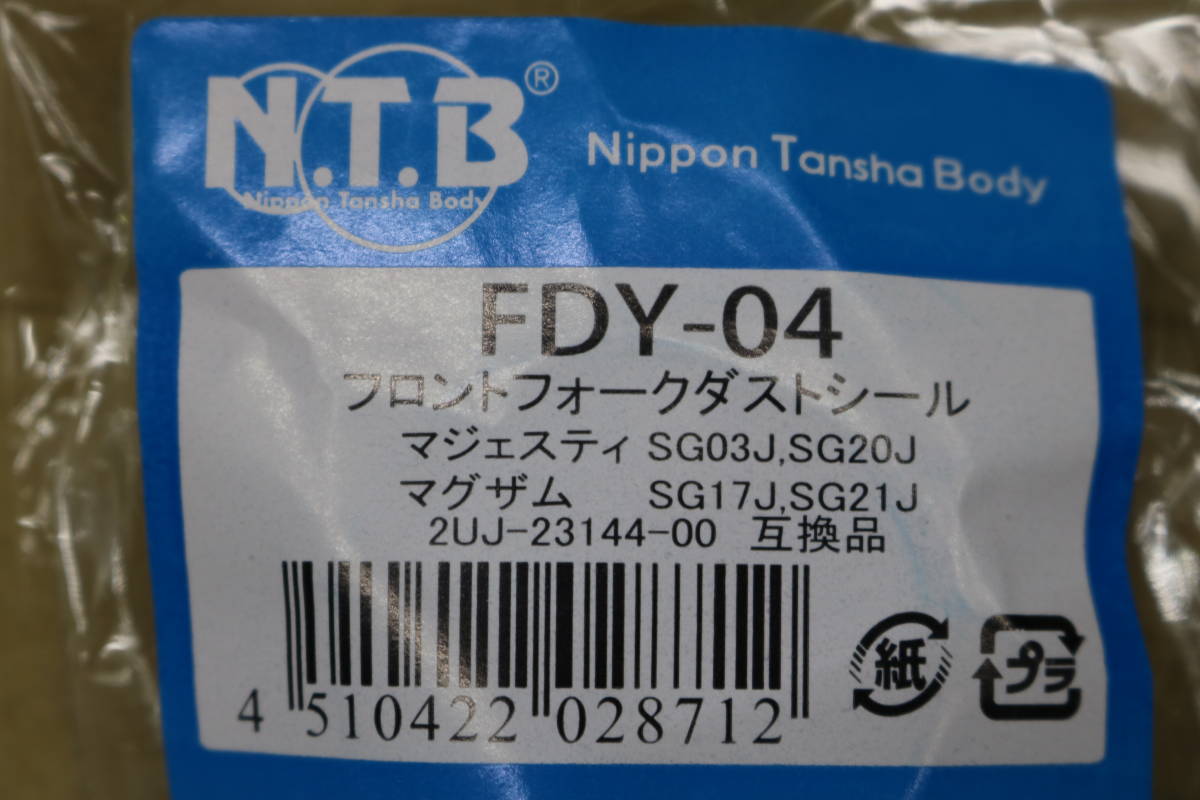 N.T.B®
Nippon Tansha Body
Nippon Tansha Body
FDY-04
フロントフォークダストシール
マジェスティ SG03J,SG20J
マグザム SG17J,SG21J
2UJ-23144-00 互換品
4 510422 028712
紙
プラ